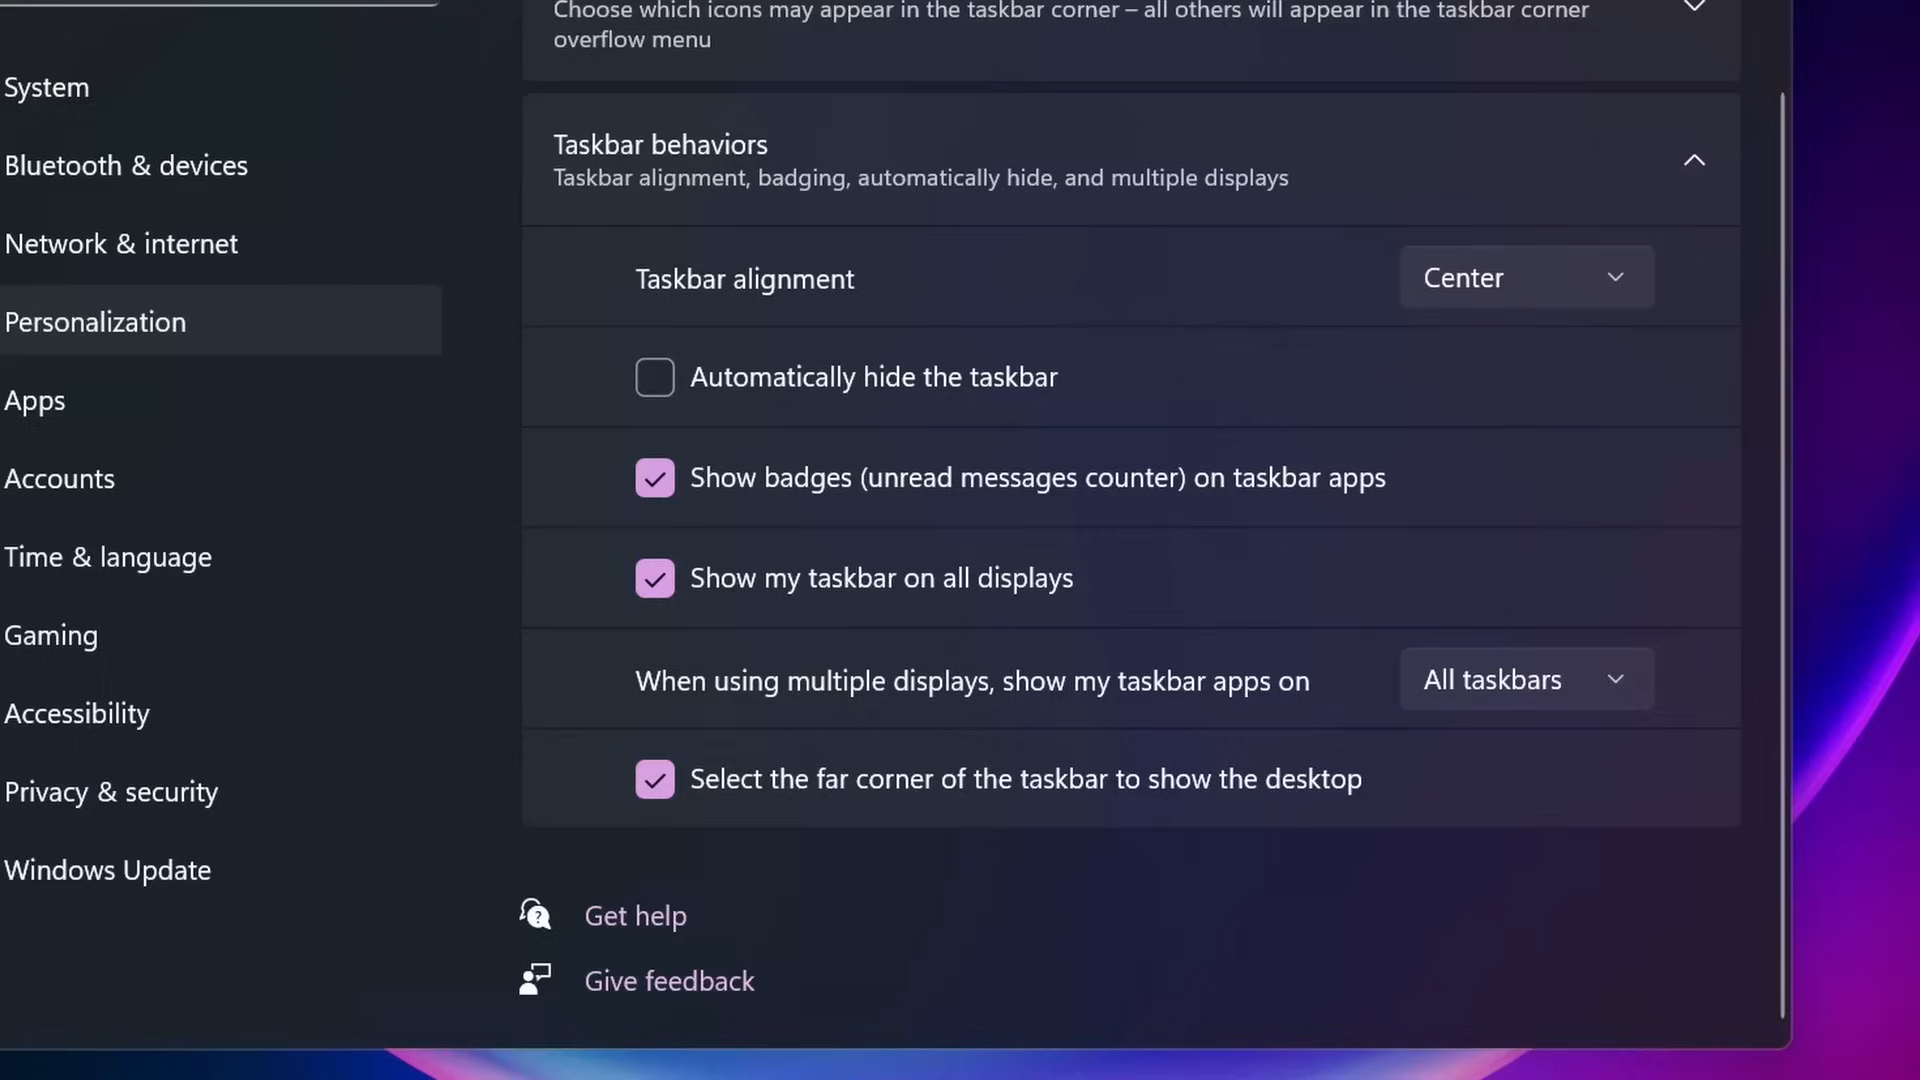 Choose which icons may appear in the taskbar corner – all others will appear in the taskbar corner
overflow menu
System
Bluetooth & devices
Network & internet
Personalization
Apps
Accounts
Time & language
Gaming
Accessibility
Privacy & security
Windows Update
Taskbar behaviors
Taskbar alignment, badging, automatically hide, and multiple displays
Taskbar alignment
Center
Automatically hide the taskbar
Show badges (unread messages counter) on taskbar apps
Show my taskbar on all displays
When using multiple displays, show my taskbar apps on
All taskbars
Select the far corner of the taskbar to show the desktop
Get help
Give feedback